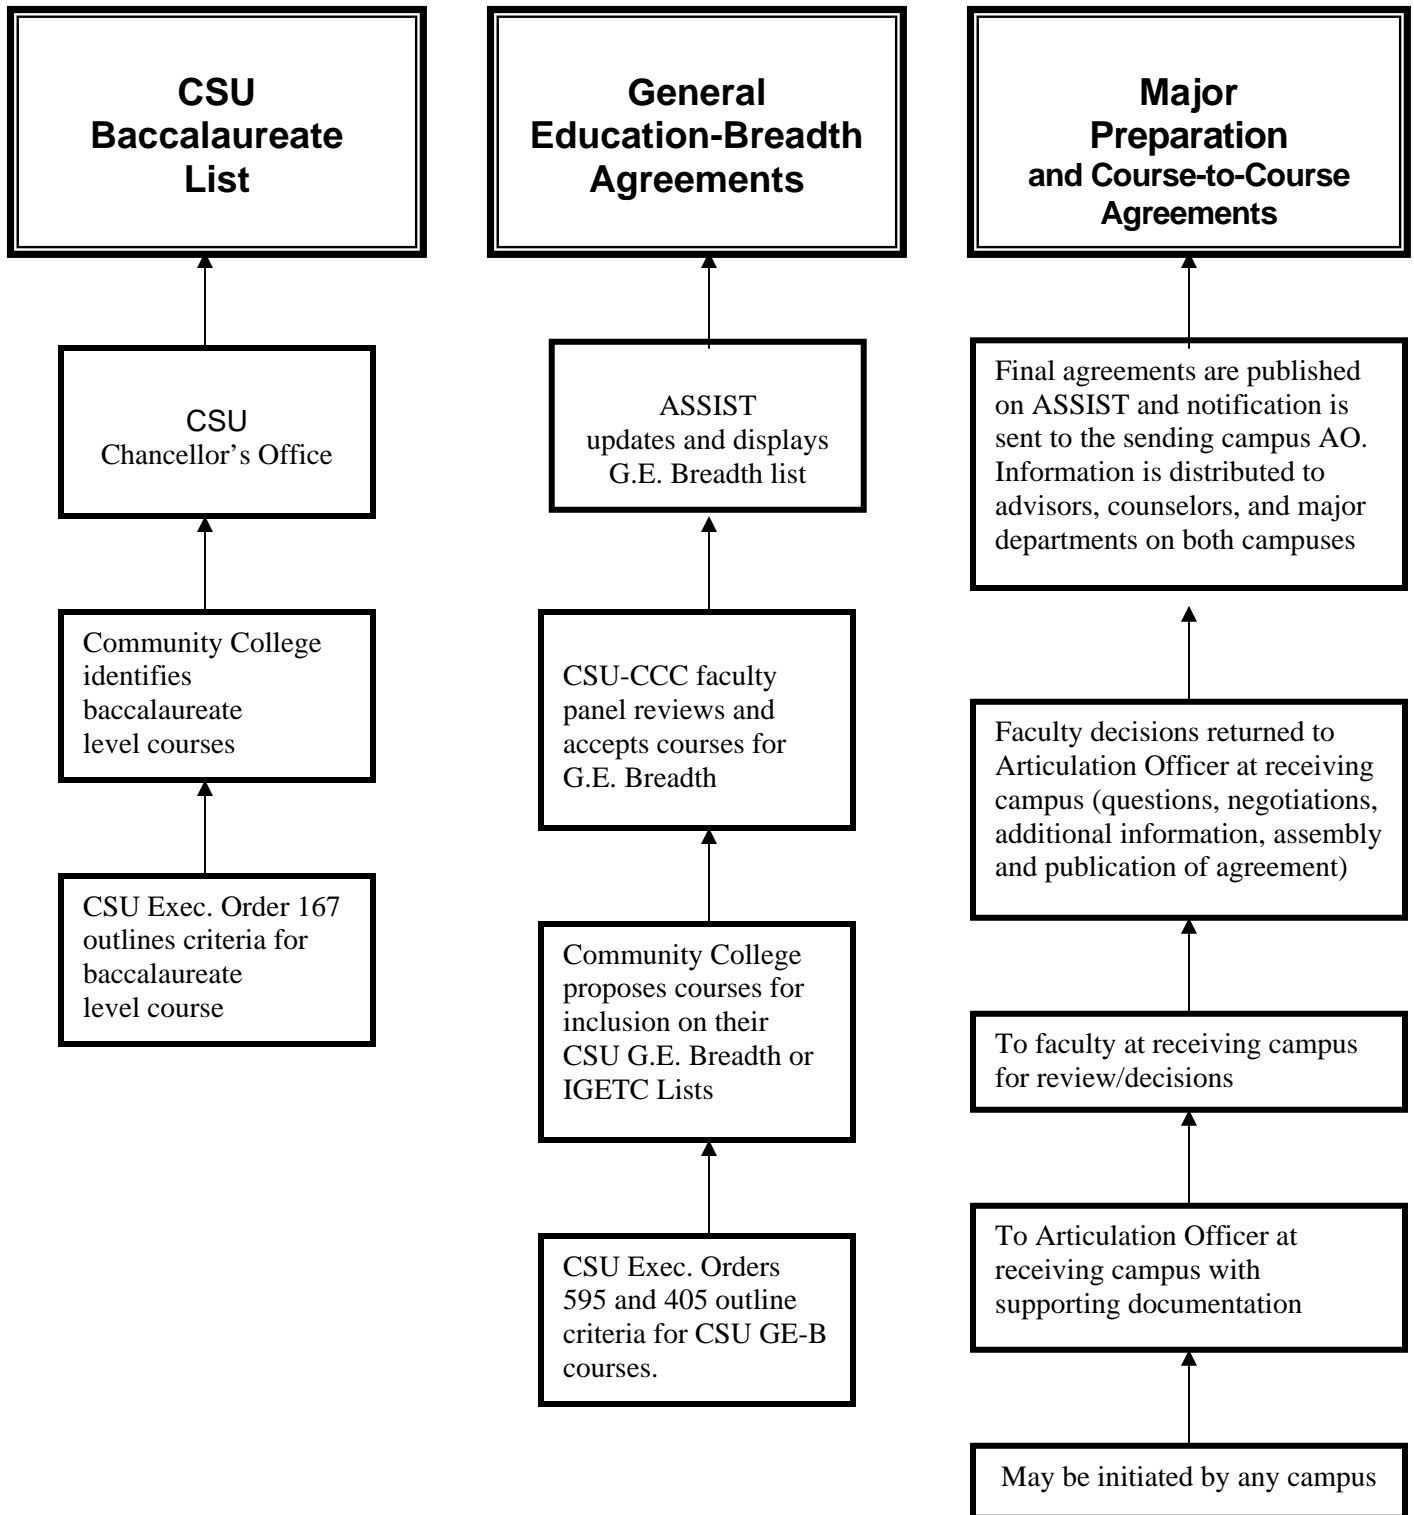 CSU
Baccalaureate
List
CSU
Chancellor’s Office
Community College
identifies
baccalaureate
level courses
CSU Exec. Order 167
outlines criteria for
baccalaureate
level course
General
Education-Breadth
Agreements
ASSIST
updates and displays
G.E. Breadth list
CSU-CCC faculty
panel reviews and
accepts courses for
G.E. Breadth
Community College
proposes courses for
inclusion on their
CSU G.E. Breadth or
IGETC Lists
CSU Exec. Orders
595 and 405 outline
criteria for CSU GE-B
courses.
Major
Preparation
and Course-to-Course
Agreements
Final agreements are published
on ASSIST and notification is
sent to the sending campus AO.
Information is distributed to
advisors, counselors, and major
departments on both campuses
Faculty decisions returned to
Articulation Officer at receiving
campus (questions, negotiations,
additional information, assembly
and publication of agreement)
To faculty at receiving campus
for review/decisions
To Articulation Officer at
receiving campus with
supporting documentation
May be initiated by any campus